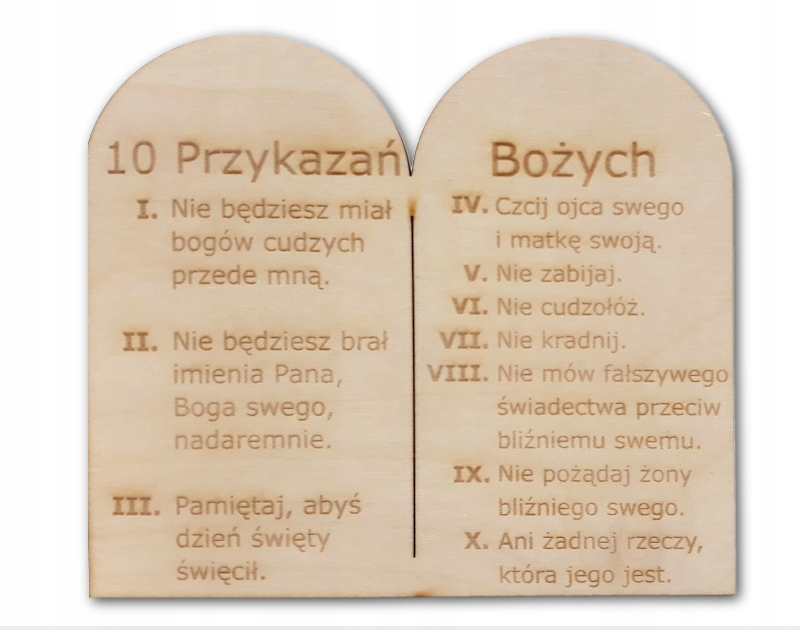 10 Przykazań Bożych
I. Nie będziesz miał
bogów cudzych
przede mną.
II. Nie będziesz brał
imienia Pana,
Boga swego,
nadaremnie.
III. Pamiętaj, abyś
dzień święty
święcił.
IV. Czcij ojca swego
i matkę swoją.
V. Nie zabijaj.
VI. Nie cudzołóż.
VII. Nie kradnij.
VIII. Nie mów fałszywego
świadectwa przeciw
bliźniemu swemu.
IX. Nie pożądaj żony
bliźniego swego.
X. Ani żadnej rzeczy,
która jego jest.